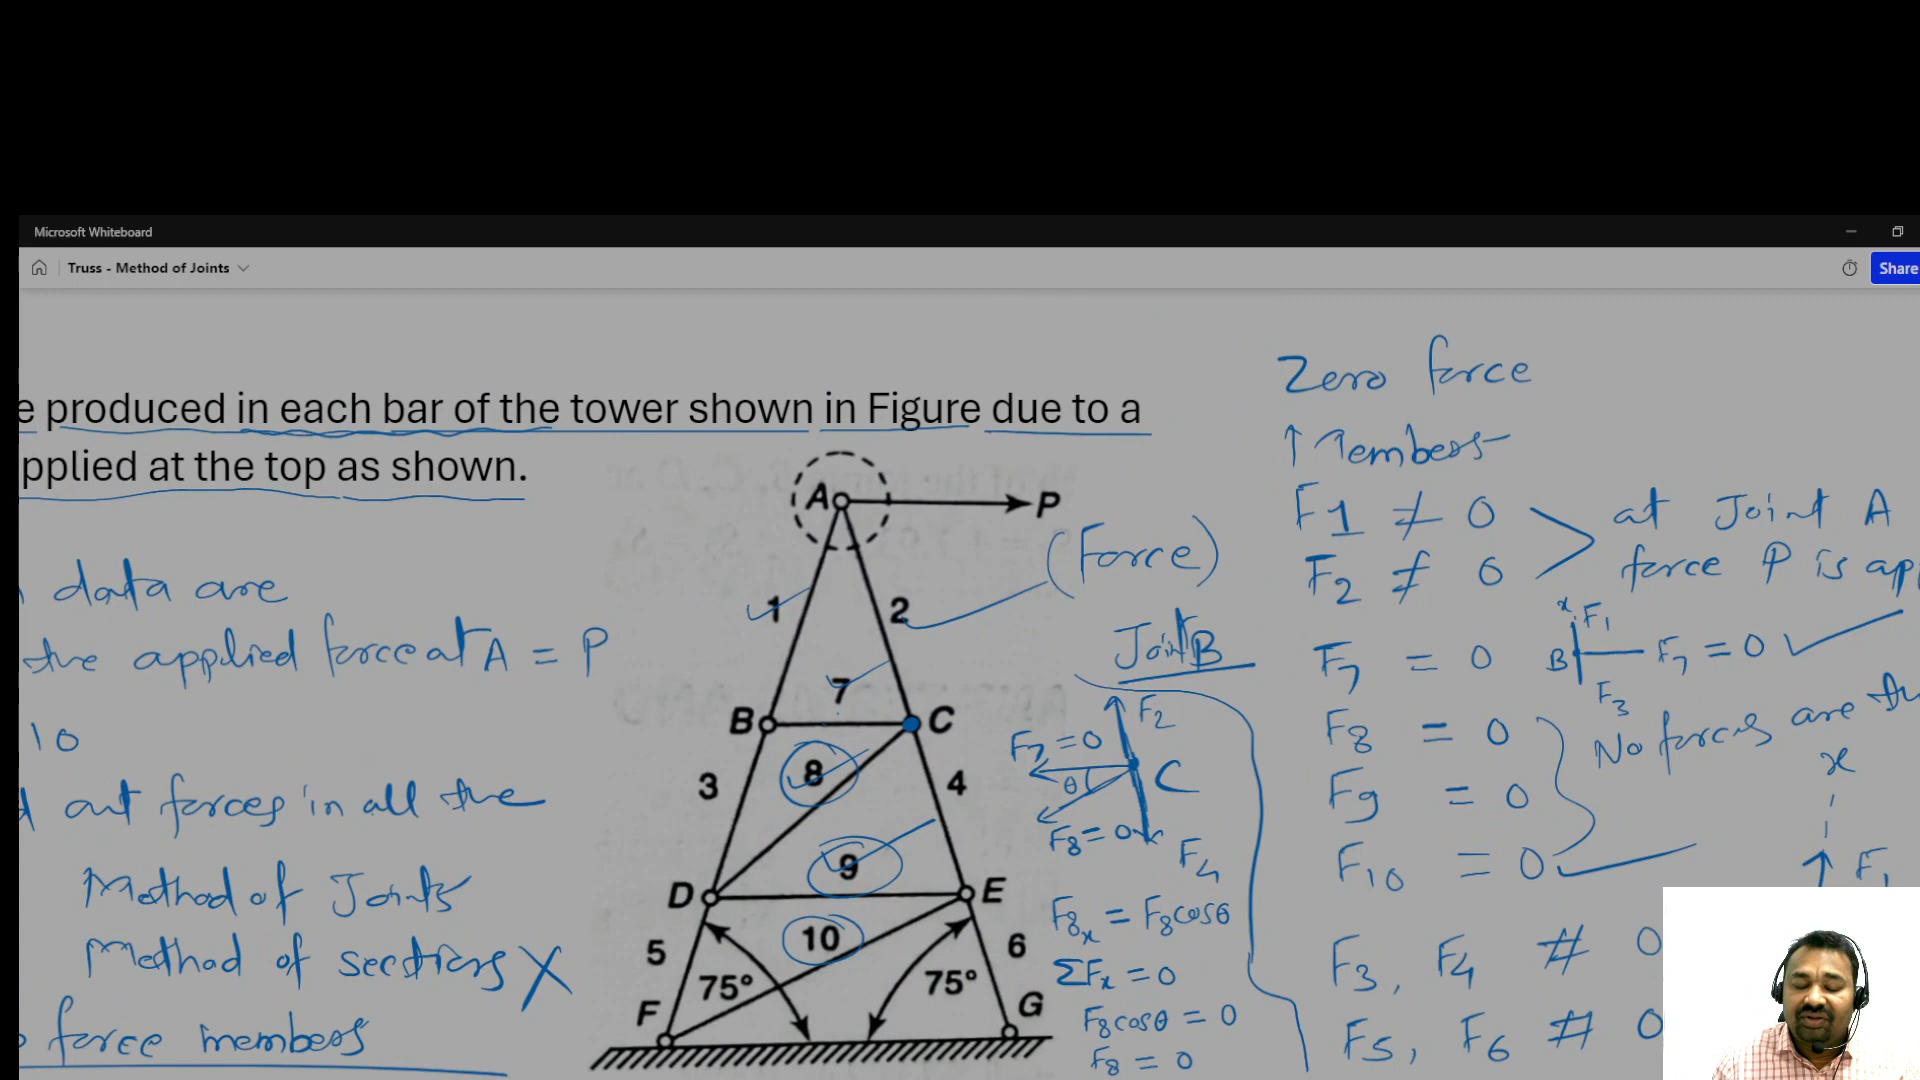 Microsoft Whiteboard
Truss - Method of Joints
Share
e produced in each bar of the tower shown in Figure due to a
pplied at the top as shown.
data are
the applied force at A = P
10
out forces in all the
Method of Joints
Method of sections X
force members
A
P
1
2
(Force)
7
B
C
8
3
4
9
D
E
10
5
6
75°
75°
F
G
Joint B
F2
F7 = 0
θ
C
F8 = 0
F4
F8x = F8 cosθ
ΣFx = 0
F8 cosθ = 0
F8 = 0
Zero force
Members
F1 ≠ 0
F2 ≠ 0
at Joint A
force P is app
F7 = 0
x
F1
B
F7 = 0
F3
F8 = 0
F9 = 0
F10 = 0
No forces are
x
F1
F3, F4 ≠ 0
F5, F6 ≠ 0